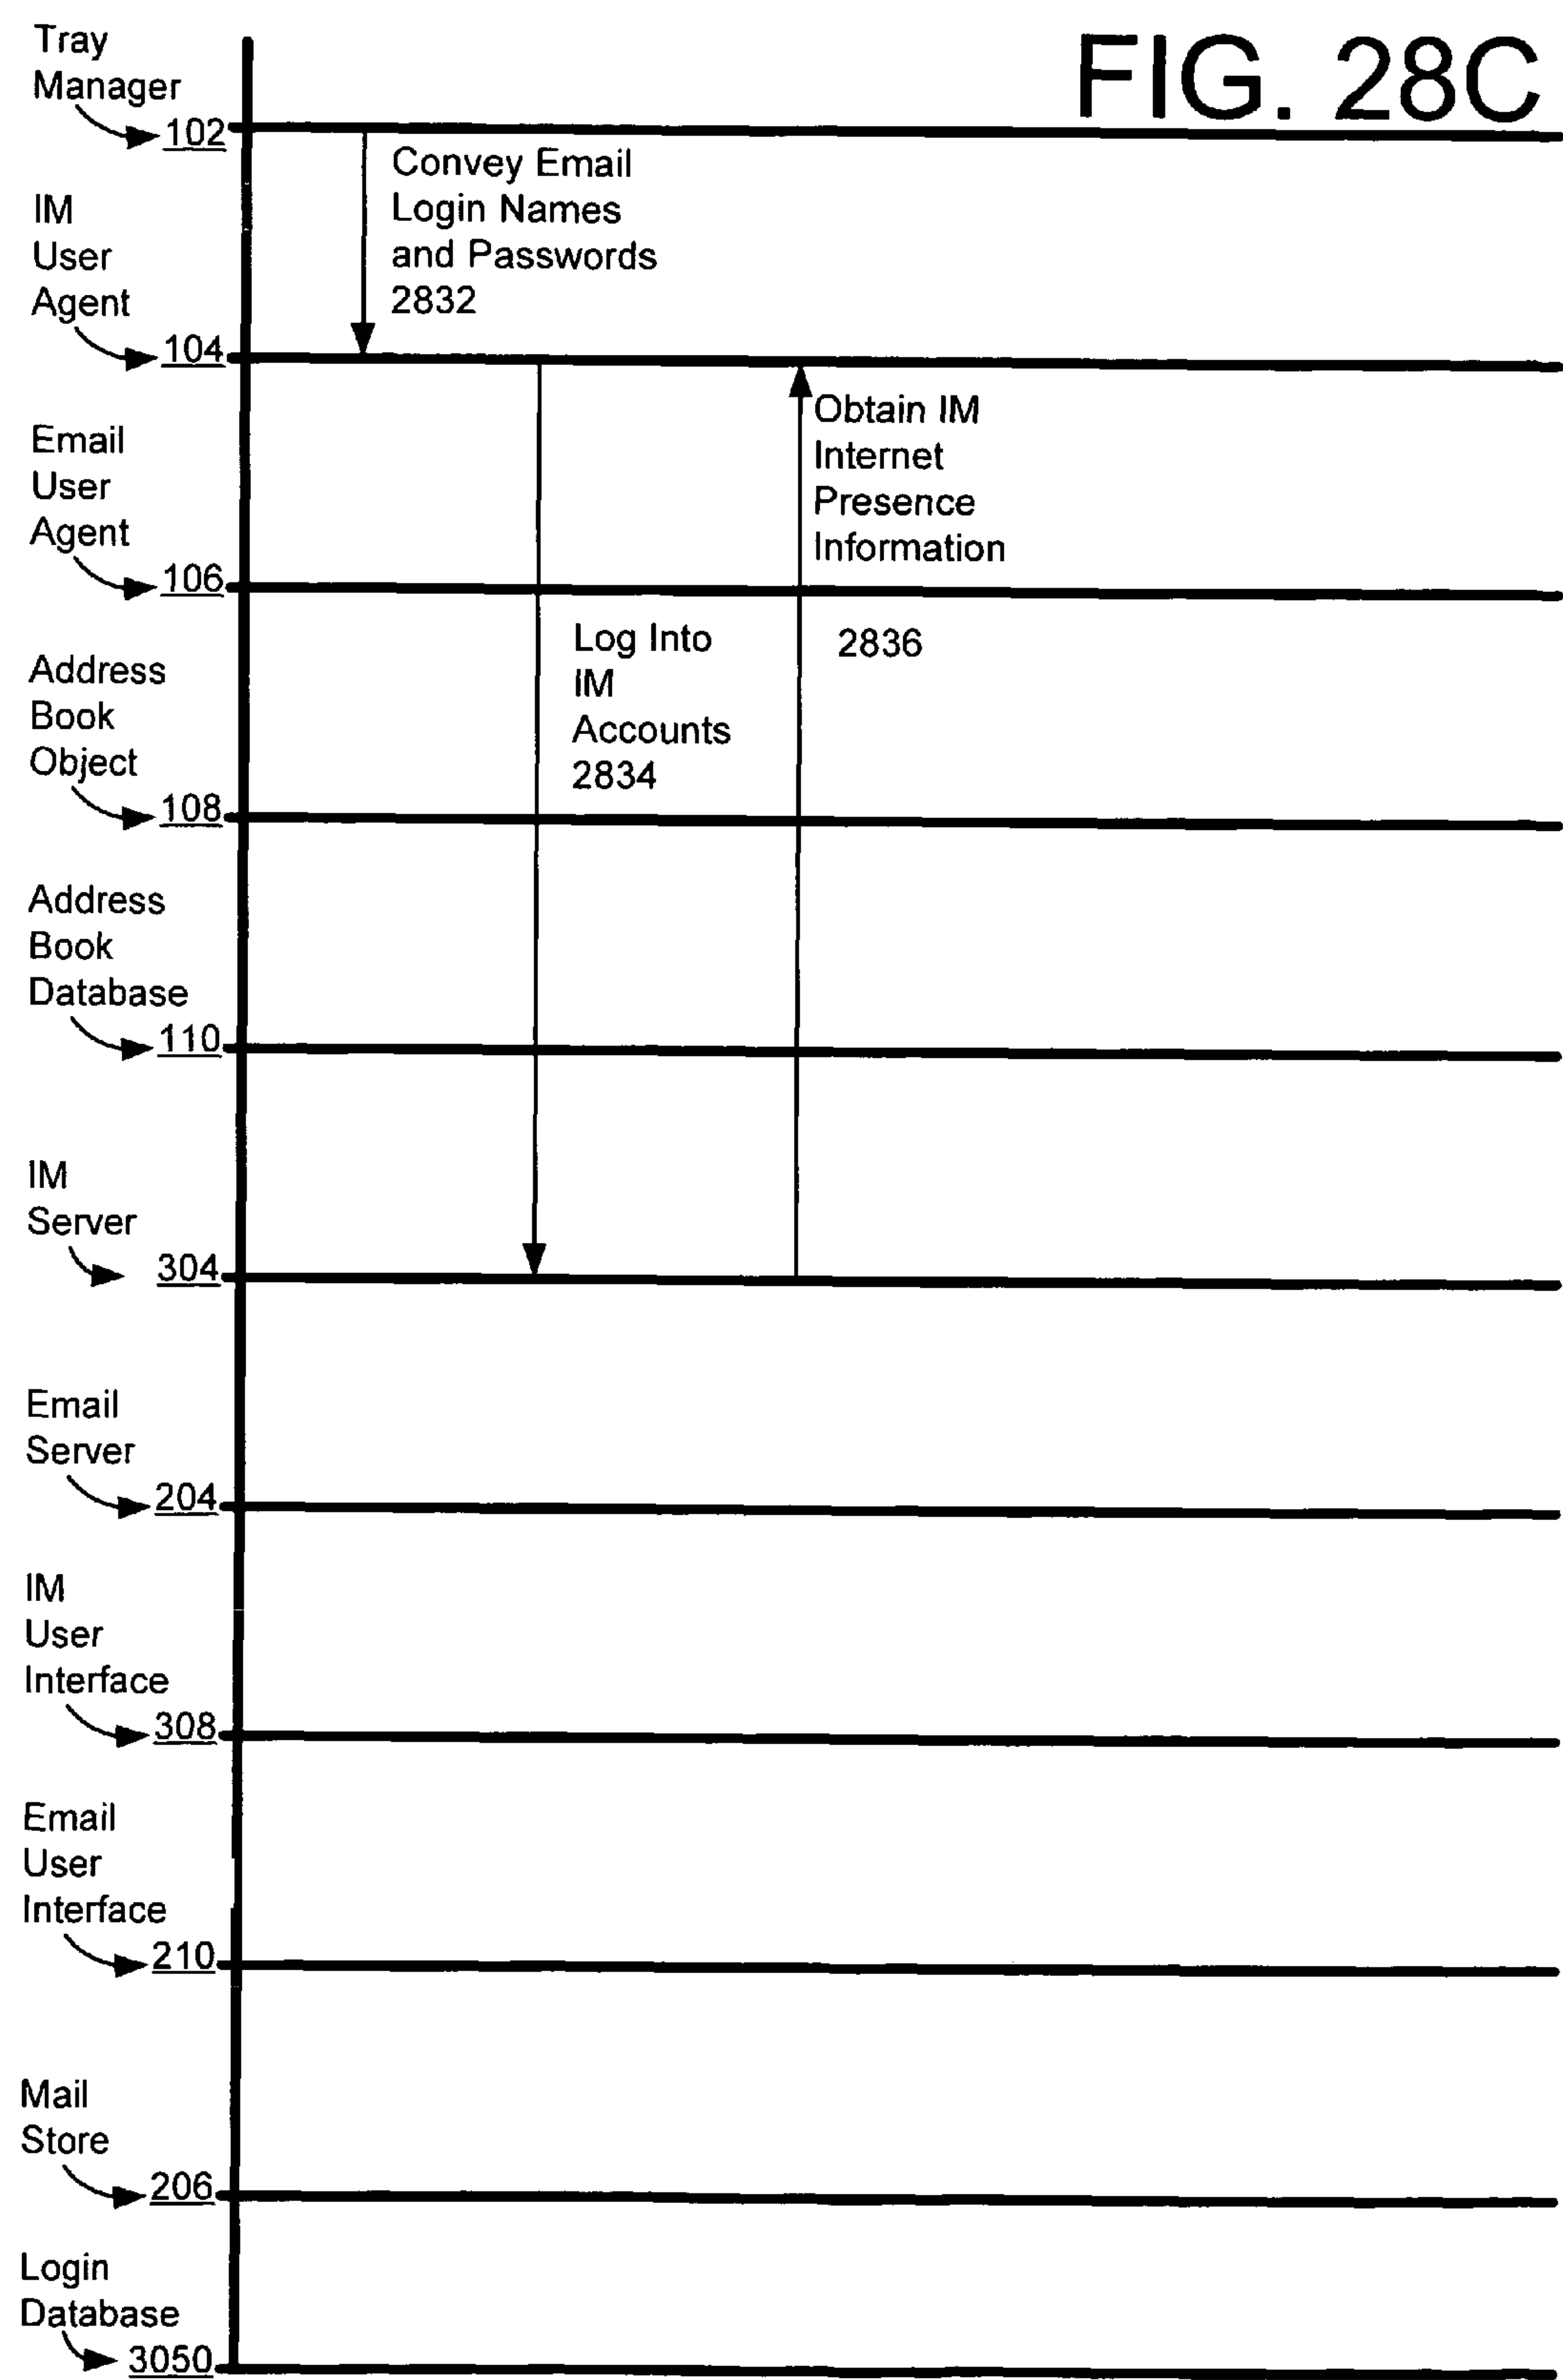 FIG. 28C
Tray
Manager
102
Convey Email
Login Names
and Passwords
2832
IM
User
Agent
104
Obtain IM
Internet
Presence
Information
2836
Email
User
Agent
106
Log Into
IM
Accounts
2834
Address
Book
Object
108
Address
Book
Database
110
IM
Server
304
Email
Server
204
IM
User
Interface
308
Email
User
Interface
210
Mail
Store
206
Login
Database
3050